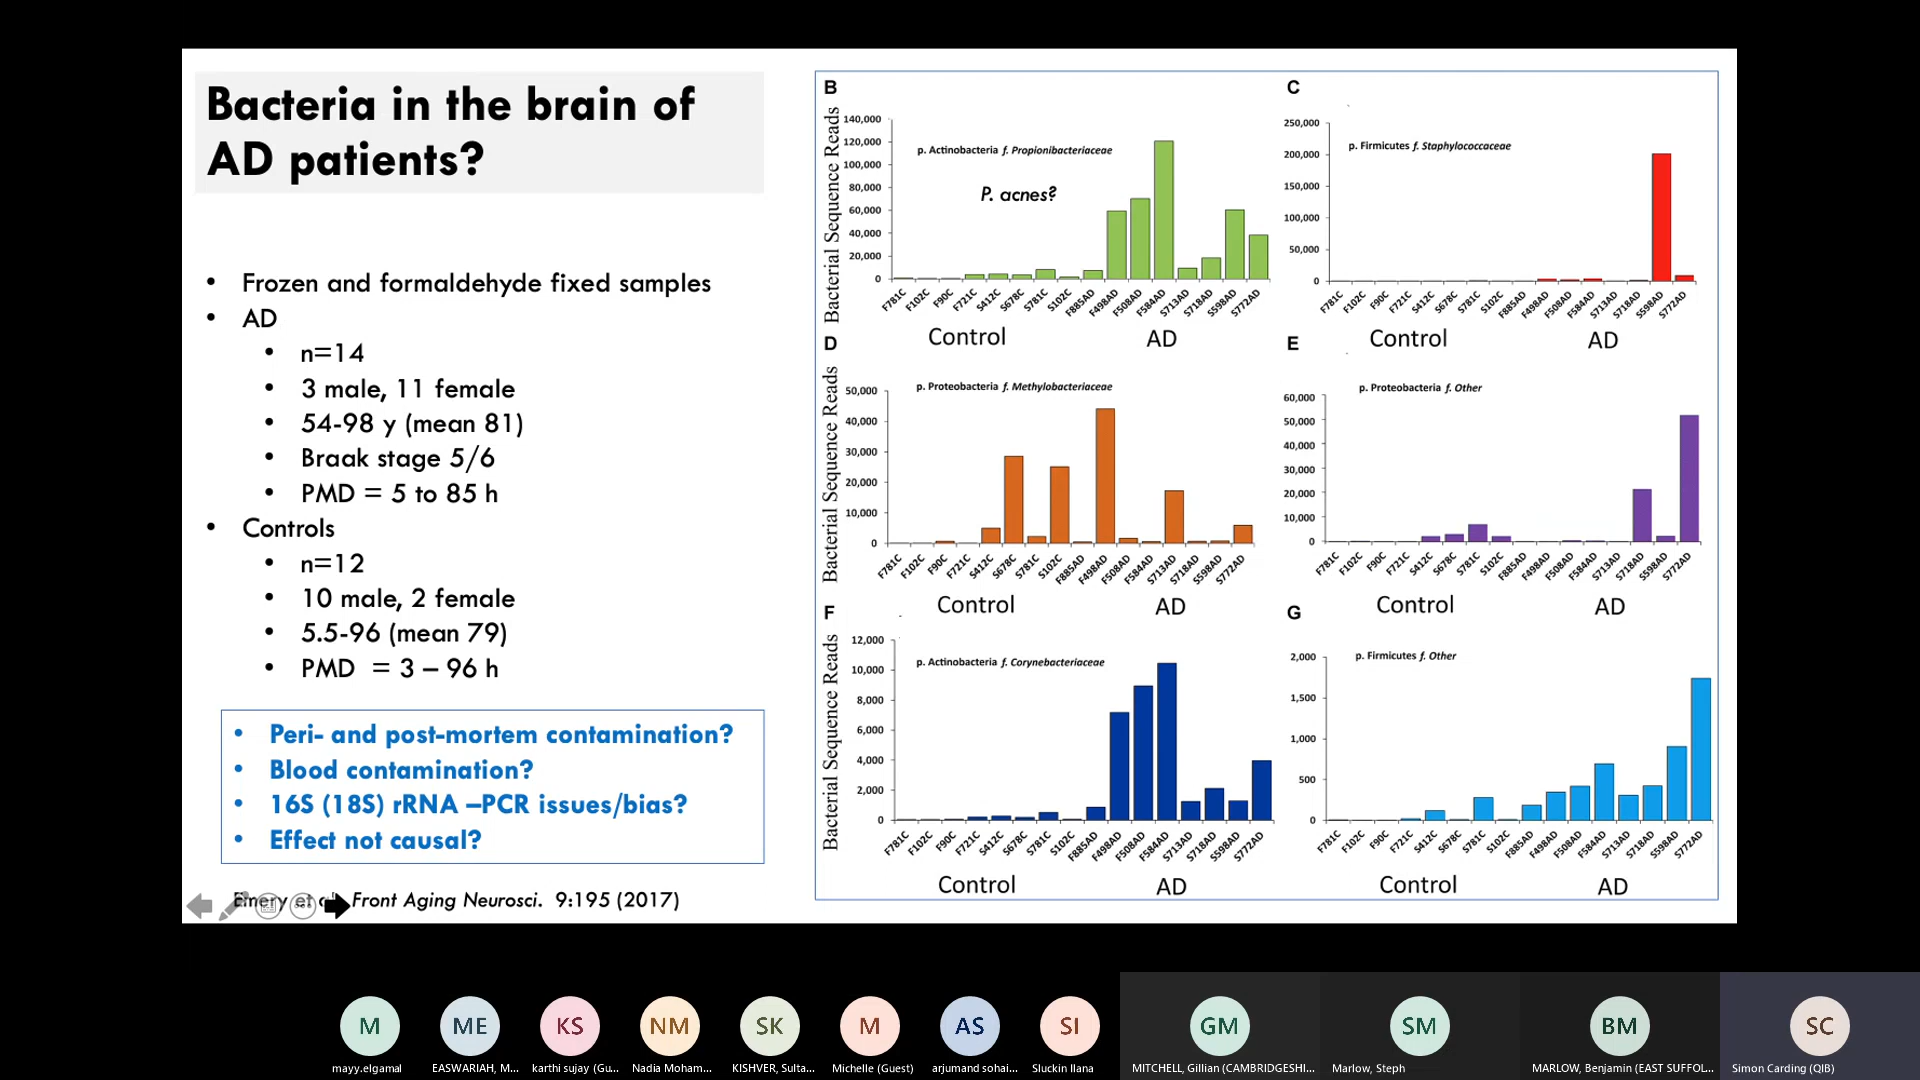 Bacteria in the brain of
AD patients?
• Frozen and formaldehyde fixed samples
• AD
• n=14
• 3 male, 11 female
• 54-98 y (mean 81)
• Braak stage 5/6
• PMD = 5 to 85 h
• Controls
• n=12
• 10 male, 2 female
• 5.5-96 (mean 79)
• PMD = 3 – 96 h
• Peri- and post-mortem contamination?
• Blood contamination?
• 16S (18S) rRNA –PCR issues/bias?
• Effect not causal?
Emery et Front Aging Neurosci. 9:195 (2017)
B
Bacterial Sequence Reads
140,000
120,000
100,000
80,000
60,000
40,000
20,000
0
p. Actinobacteria f. Propionibacteriaceae
P. acnes?
F781C F102C F90C F721C S412C S678C S781C S102C F885AD F498AD F508AD F584AD S713AD S718AD S598AD S772AD
Control AD
C
250,000
200,000
150,000
100,000
50,000
0
p. Firmicutes f. Staphylococcaceae
F781C F102C F90C F721C S412C S678C S781C S102C F885AD F498AD F508AD F584AD S713AD S718AD S598AD S772AD
Control AD
D
Bacterial Sequence Reads
50,000
40,000
30,000
20,000
10,000
0
p. Proteobacteria f. Methylobacteriaceae
F781C F102C F90C F721C S412C S678C S781C S102C F885AD F498AD F508AD F584AD S713AD S718AD S598AD S772AD
Control AD
E
60,000
50,000
40,000
30,000
20,000
10,000
0
p. Proteobacteria f. Other
F781C F102C F90C F721C S412C S678C S781C S102C F885AD F498AD F508AD F584AD S713AD S718AD S598AD S772AD
Control AD
F
Bacterial Sequence Reads
12,000
10,000
8,000
6,000
4,000
2,000
0
p. Actinobacteria f. Corynebacteriaceae
F781C F102C F90C F721C S412C S678C S781C S102C F885AD F498AD F508AD F584AD S713AD S718AD S598AD S772AD
Control AD
G
2,000
1,500
1,000
500
0
p. Firmicutes f. Other
F781C F102C F90C F721C S412C S678C S781C S102C F885AD F498AD F508AD F584AD S713AD S718AD S598AD S772AD
Control AD
M ME KS NM SK M AS SI GM SM BM SC
mayy.elgamal EASWARIAH, M... karthi sujay (Gu... Nadia Moham... KISHVER, Sulta... Michelle (Guest) arjumand sohai... Sluckin Ilana MITCHELL, Gillian (CAMBRIDGESHI... Marlow, Steph MARLOW, Benjamin (EAST SUFFOL... Simon Carding (QIB)